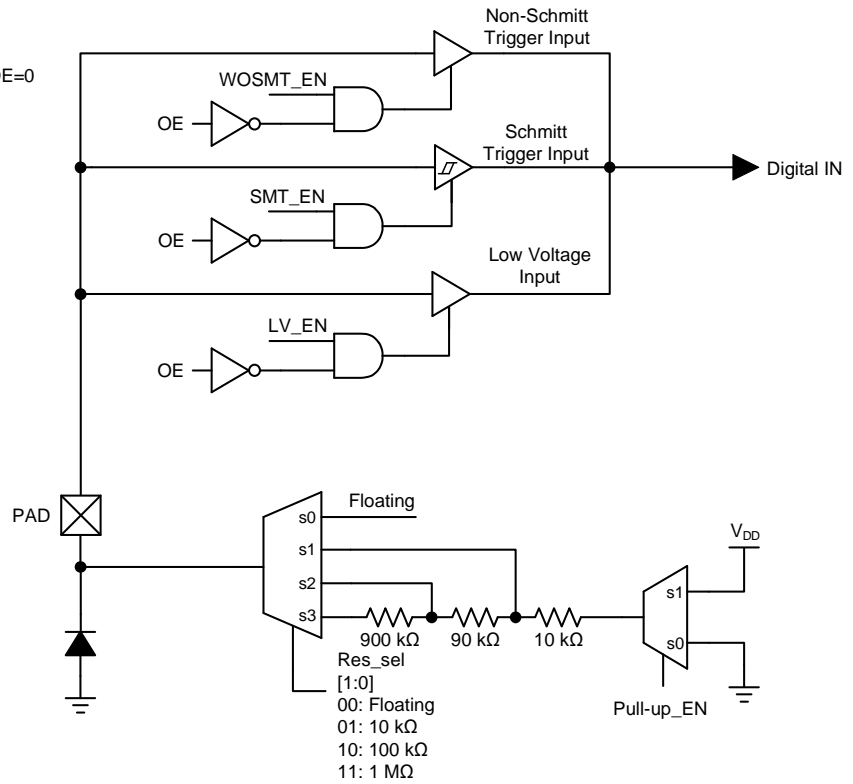 Non-Schmitt
Trigger Input
E=0
WOSMT_EN
OE
Schmitt
Trigger Input
Digital IN
SMT_EN
OE
Low Voltage
Input
LV_EN
OE
PAD
s0
Floating
s1
s2
s3
900 kΩ
90 kΩ
10 kΩ
VDD
s1
s0
Pull-up_EN
Res_sel
[1:0]
00: Floating
01: 10 kΩ
10: 100 kΩ
11: 1 MΩ